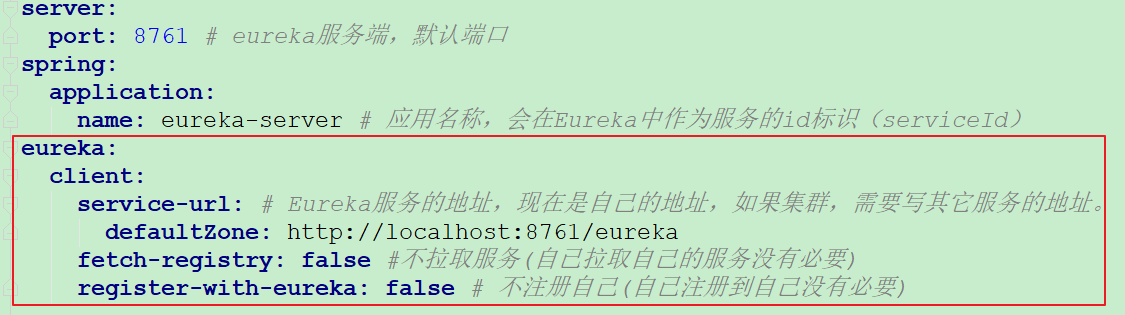 server:
  port: 8761 # eureka服务端，默认端口
spring:
  application:
    name: eureka-server # 应用名称，会在Eureka中作为服务的id标识（serviceId）
eureka:
  client:
    service-url: # Eureka服务的地址，现在是自己的地址，如果集群，需要写其它服务的地址。
      defaultZone: http://localhost:8761/eureka
    fetch-registry: false #不拉取服务(自己拉取自己的服务没有必要)
    register-with-eureka: false # 不注册自己(自己注册到自己没有必要)